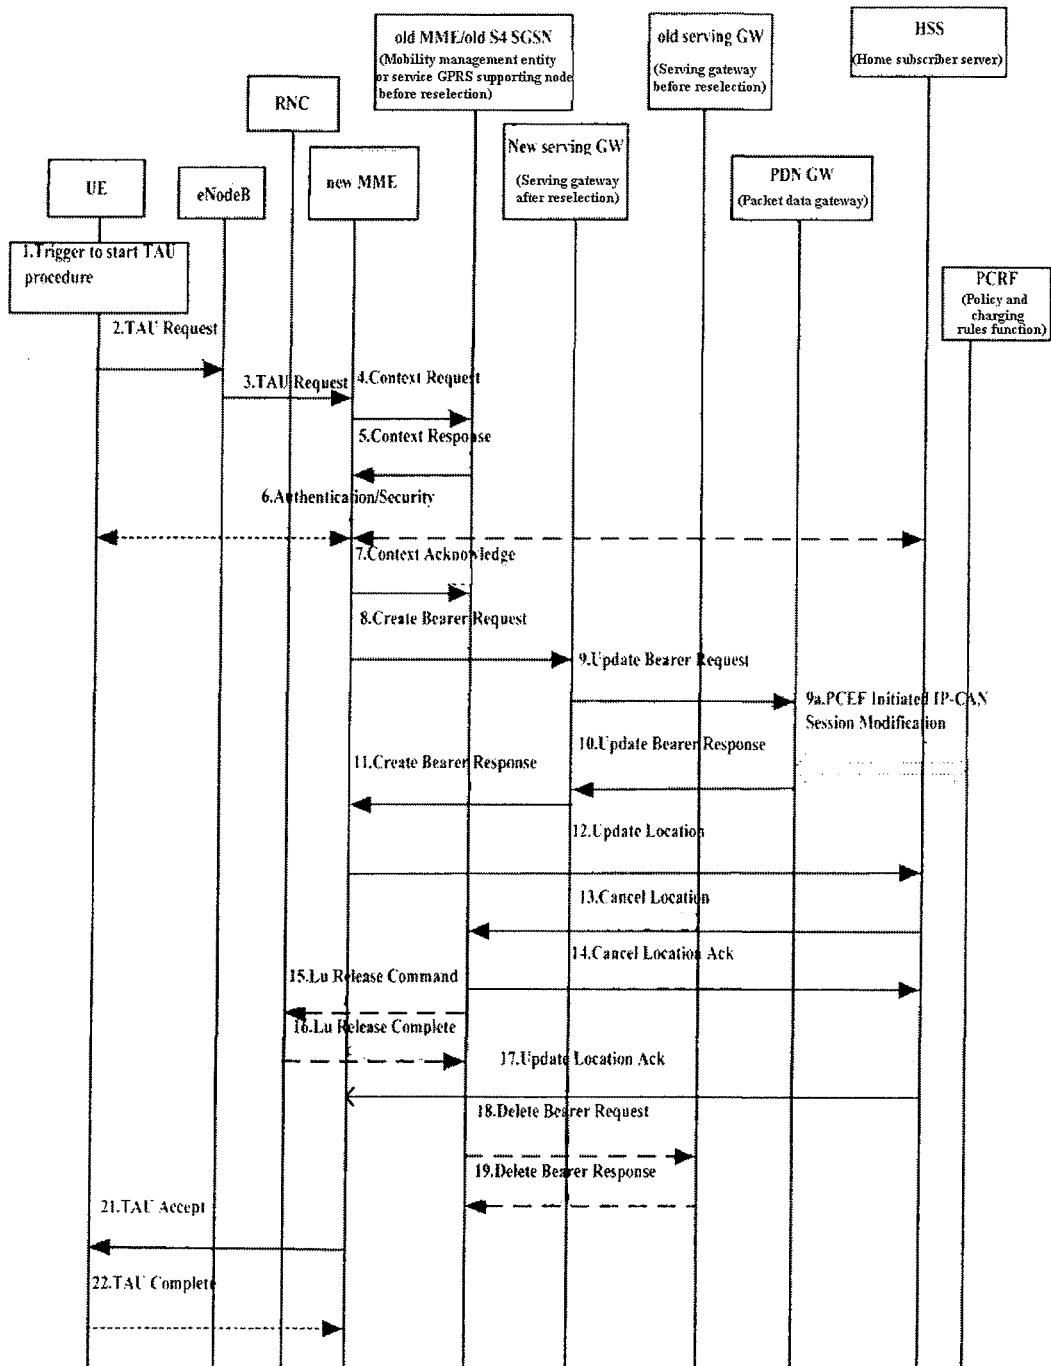 HSS
(Home subscriber server)
old MME/old S4 SGSN
(Mobility management entity
or service GPRS supporting node
before reselection)
old serving GW
(Serving gateway
before reselection)
RNC
New serving GW
(Serving gateway
after reselection)
UE
eNodeB
new MME
PDN GW
(Packet data gateway)
1.Trigger to start TAU
procedure
PCRF
(Policy and
charging
rules function)
2.TAU Request
3.TAU Request
4.Context Request
5.Context Response
6.Authentication/Security
7.Context Acknowledge
8.Create Bearer Request
9.Update Bearer Request
9a.PCEF Initiated IP-CAN
Session Modification
10.Update Bearer Response
11.Create Bearer Response
12.Update Location
13.Cancel Location
14.Cancel Location Ack
15.Lu Release Command
16.Lu Release Complete
17.Update Location Ack
18.Delete Bearer Request
19.Delete Bearer Response
21.TAU Accept
22.TAU Complete